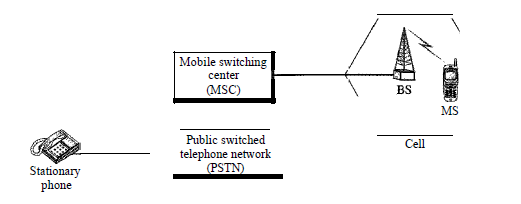 Mobile switching
center
(MSC)
BS
MS
Public switched
telephone network
(PSTN)
Cell
Stationary
phone